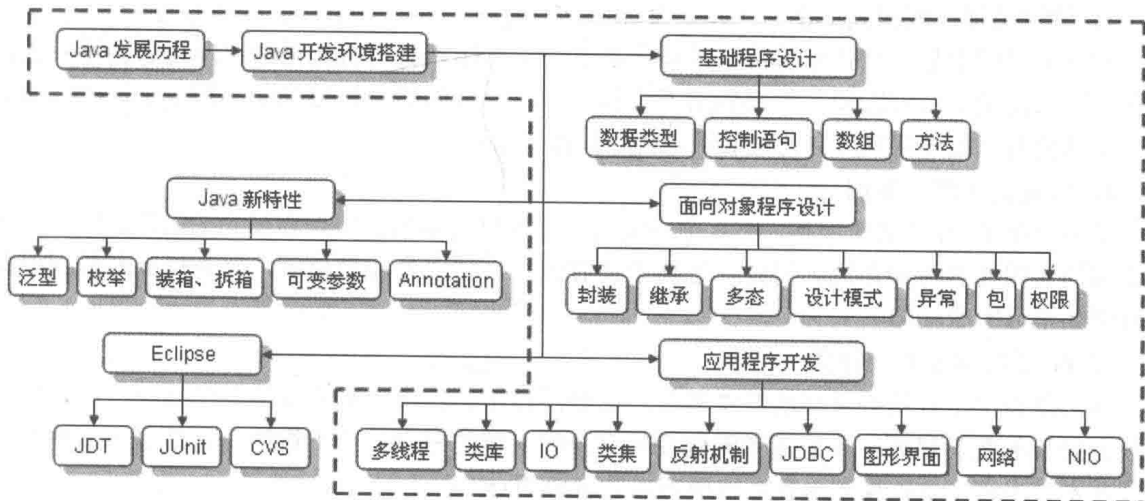 Java 发展历程
Java 开发环境搭建
基础程序设计
数据类型
控制语句
数组
方法
Java 新特性
面向对象程序设计
泛型
枚举
装箱、拆箱
可变参数
Annotation
封装
继承
多态
设计模式
异常
包
权限
Eclipse
应用程序开发
JDT
JUnit
CVS
多线程
类库
IO
类集
反射机制
JDBC
图形界面
网络
NIO